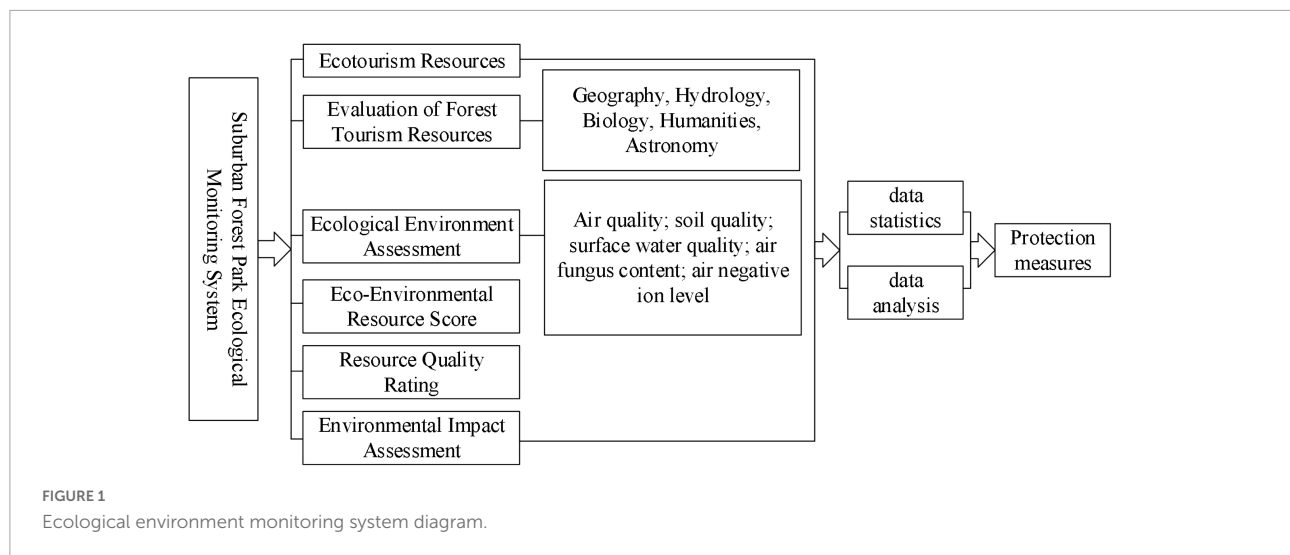 Suburban Forest Park Ecological
Monitoring System
Ecotourism Resources
Evaluation of Forest
Tourism Resources
Ecological Environment
Assessment
Eco-Environmental
Resource Score
Resource Quality
Rating
Environmental Impact
Assessment
Geography, Hydrology,
Biology, Humanities,
Astronomy
Air quality; soil quality;
surface water quality; air
fungus content; air negative
ion level
data
statistics
data
analysis
Protection
measures
FIGURE 1
Ecological environment monitoring system diagram.